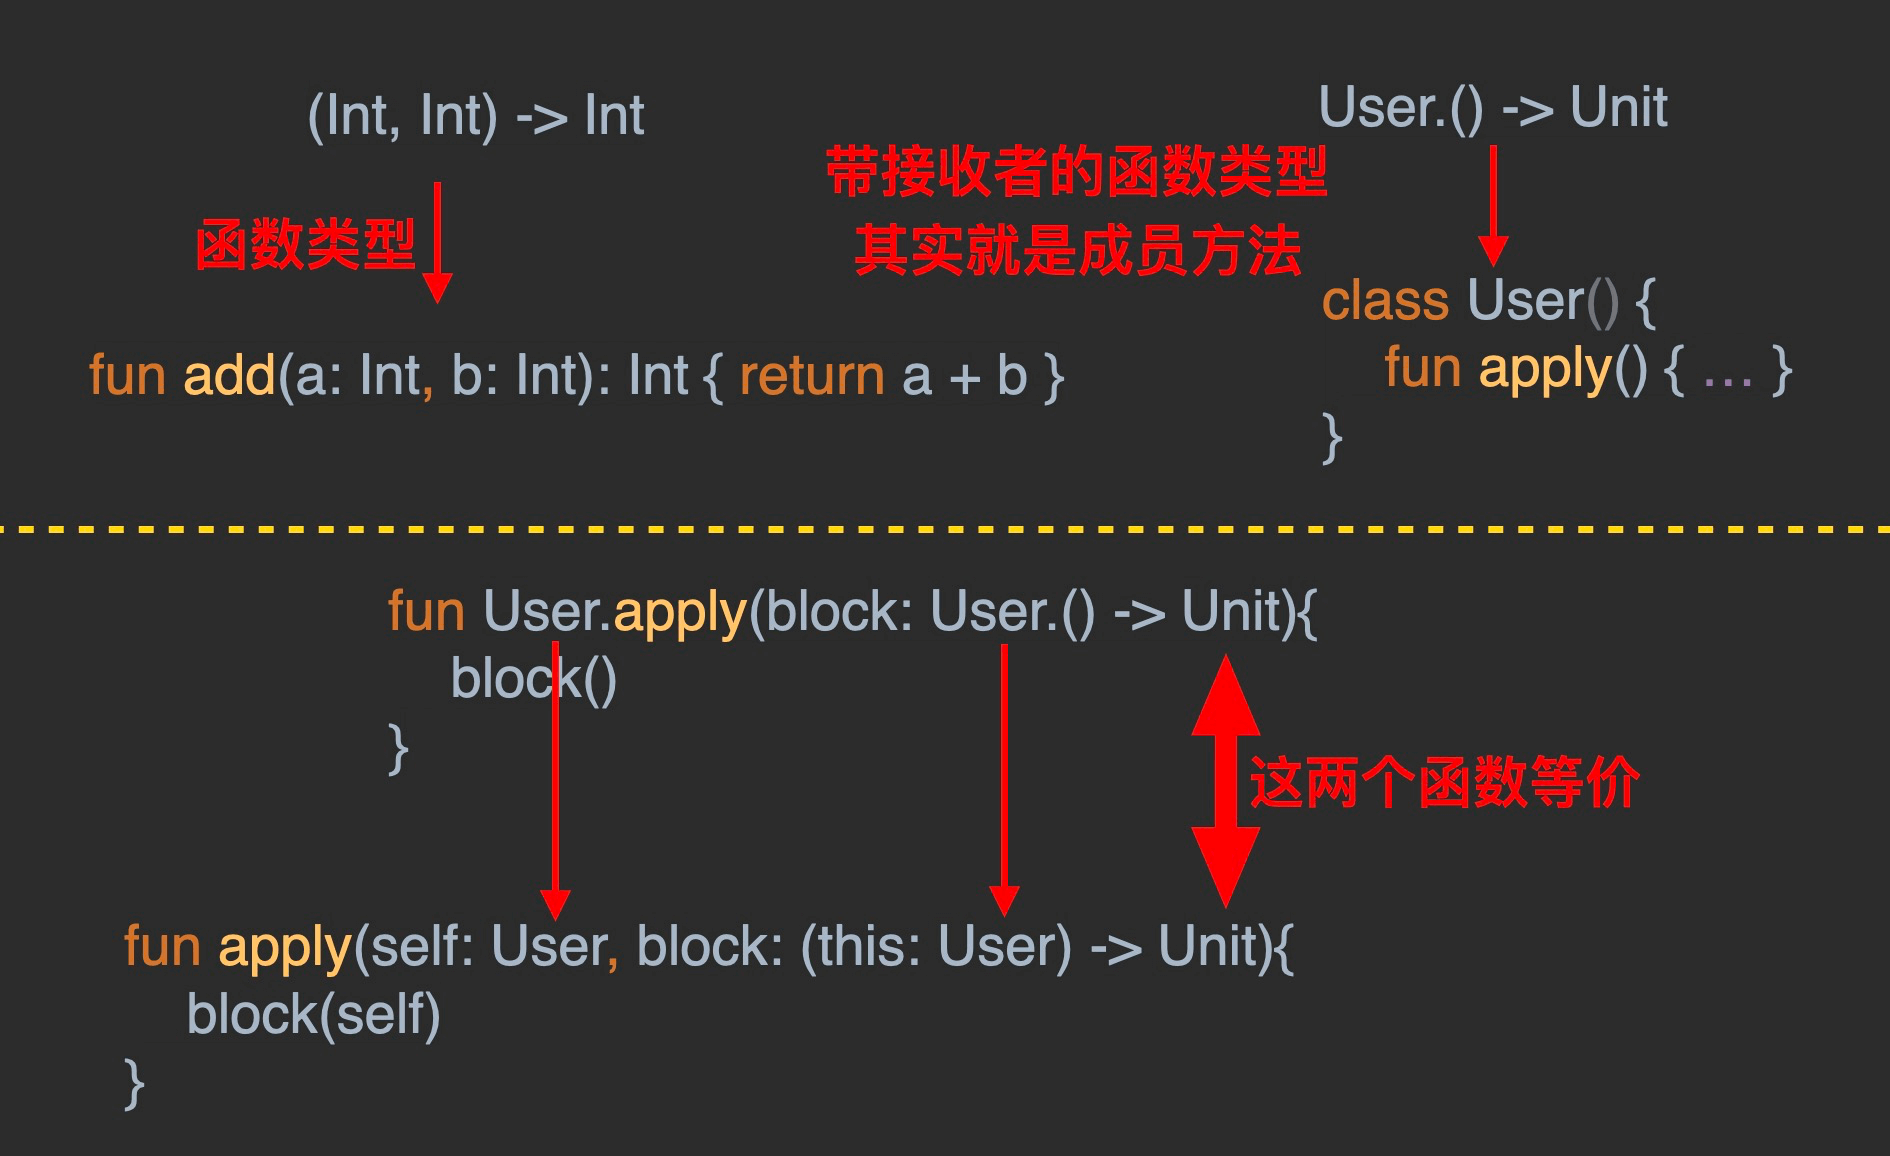 (Int, Int) -> Int
函数类型
fun add(a: Int, b: Int): Int { return a + b }
User.() -> Unit
带接收者的函数类型
其实就是成员方法
class User() {
fun apply() { ... }
}
fun User.apply(block: User.() -> Unit){
block()
}
这两个函数等价
fun apply(self: User, block: (this: User) -> Unit){
block(self)
}